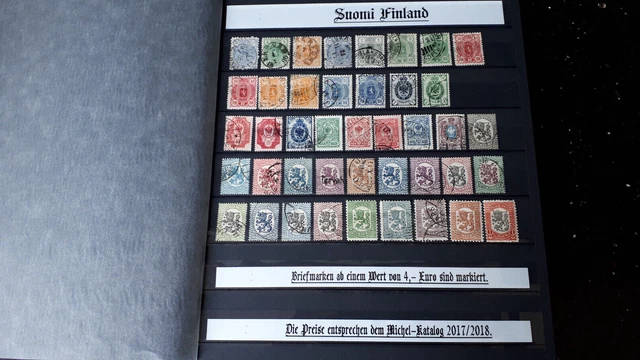 Suomi Finland
Briefmarken ab einem Wert von 4,- Euro sind markiert.
Die Preise entsprechen dem Michel-Katalog 2017/2018.